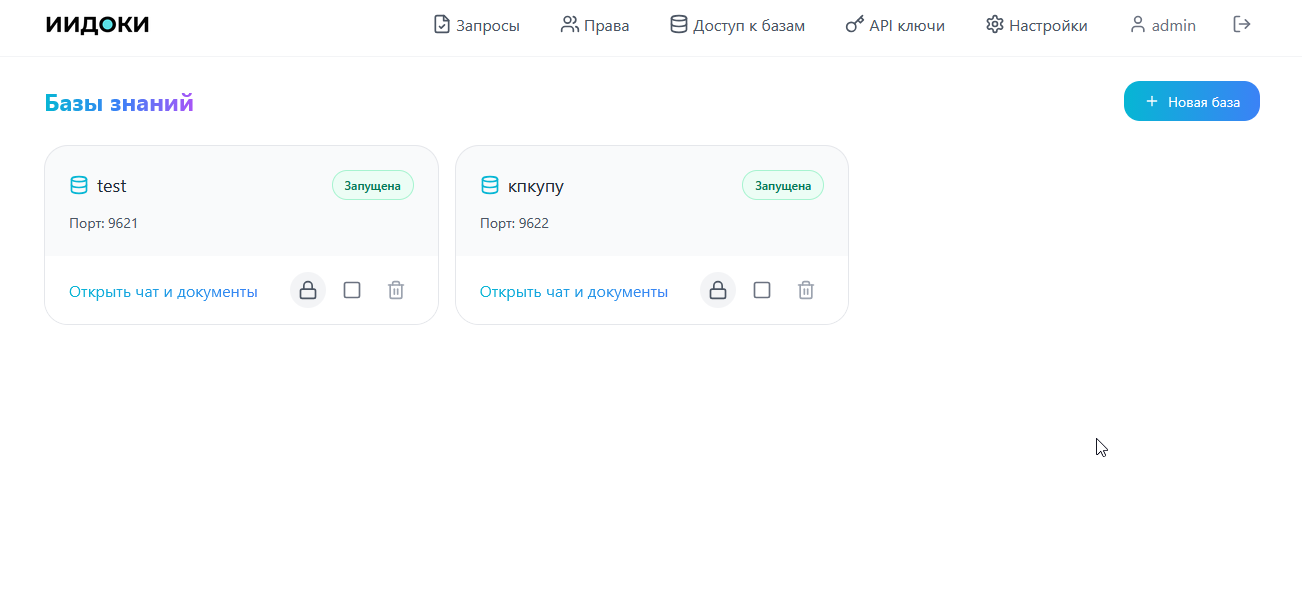 ИИДОКИ
Запросы
Права
Доступ к базам
API ключи
Настройки
admin
Базы знаний
+ Новая база
test
Запущена
Порт: 9621
Открыть чат и документы
кпкупу
Запущена
Порт: 9622
Открыть чат и документы